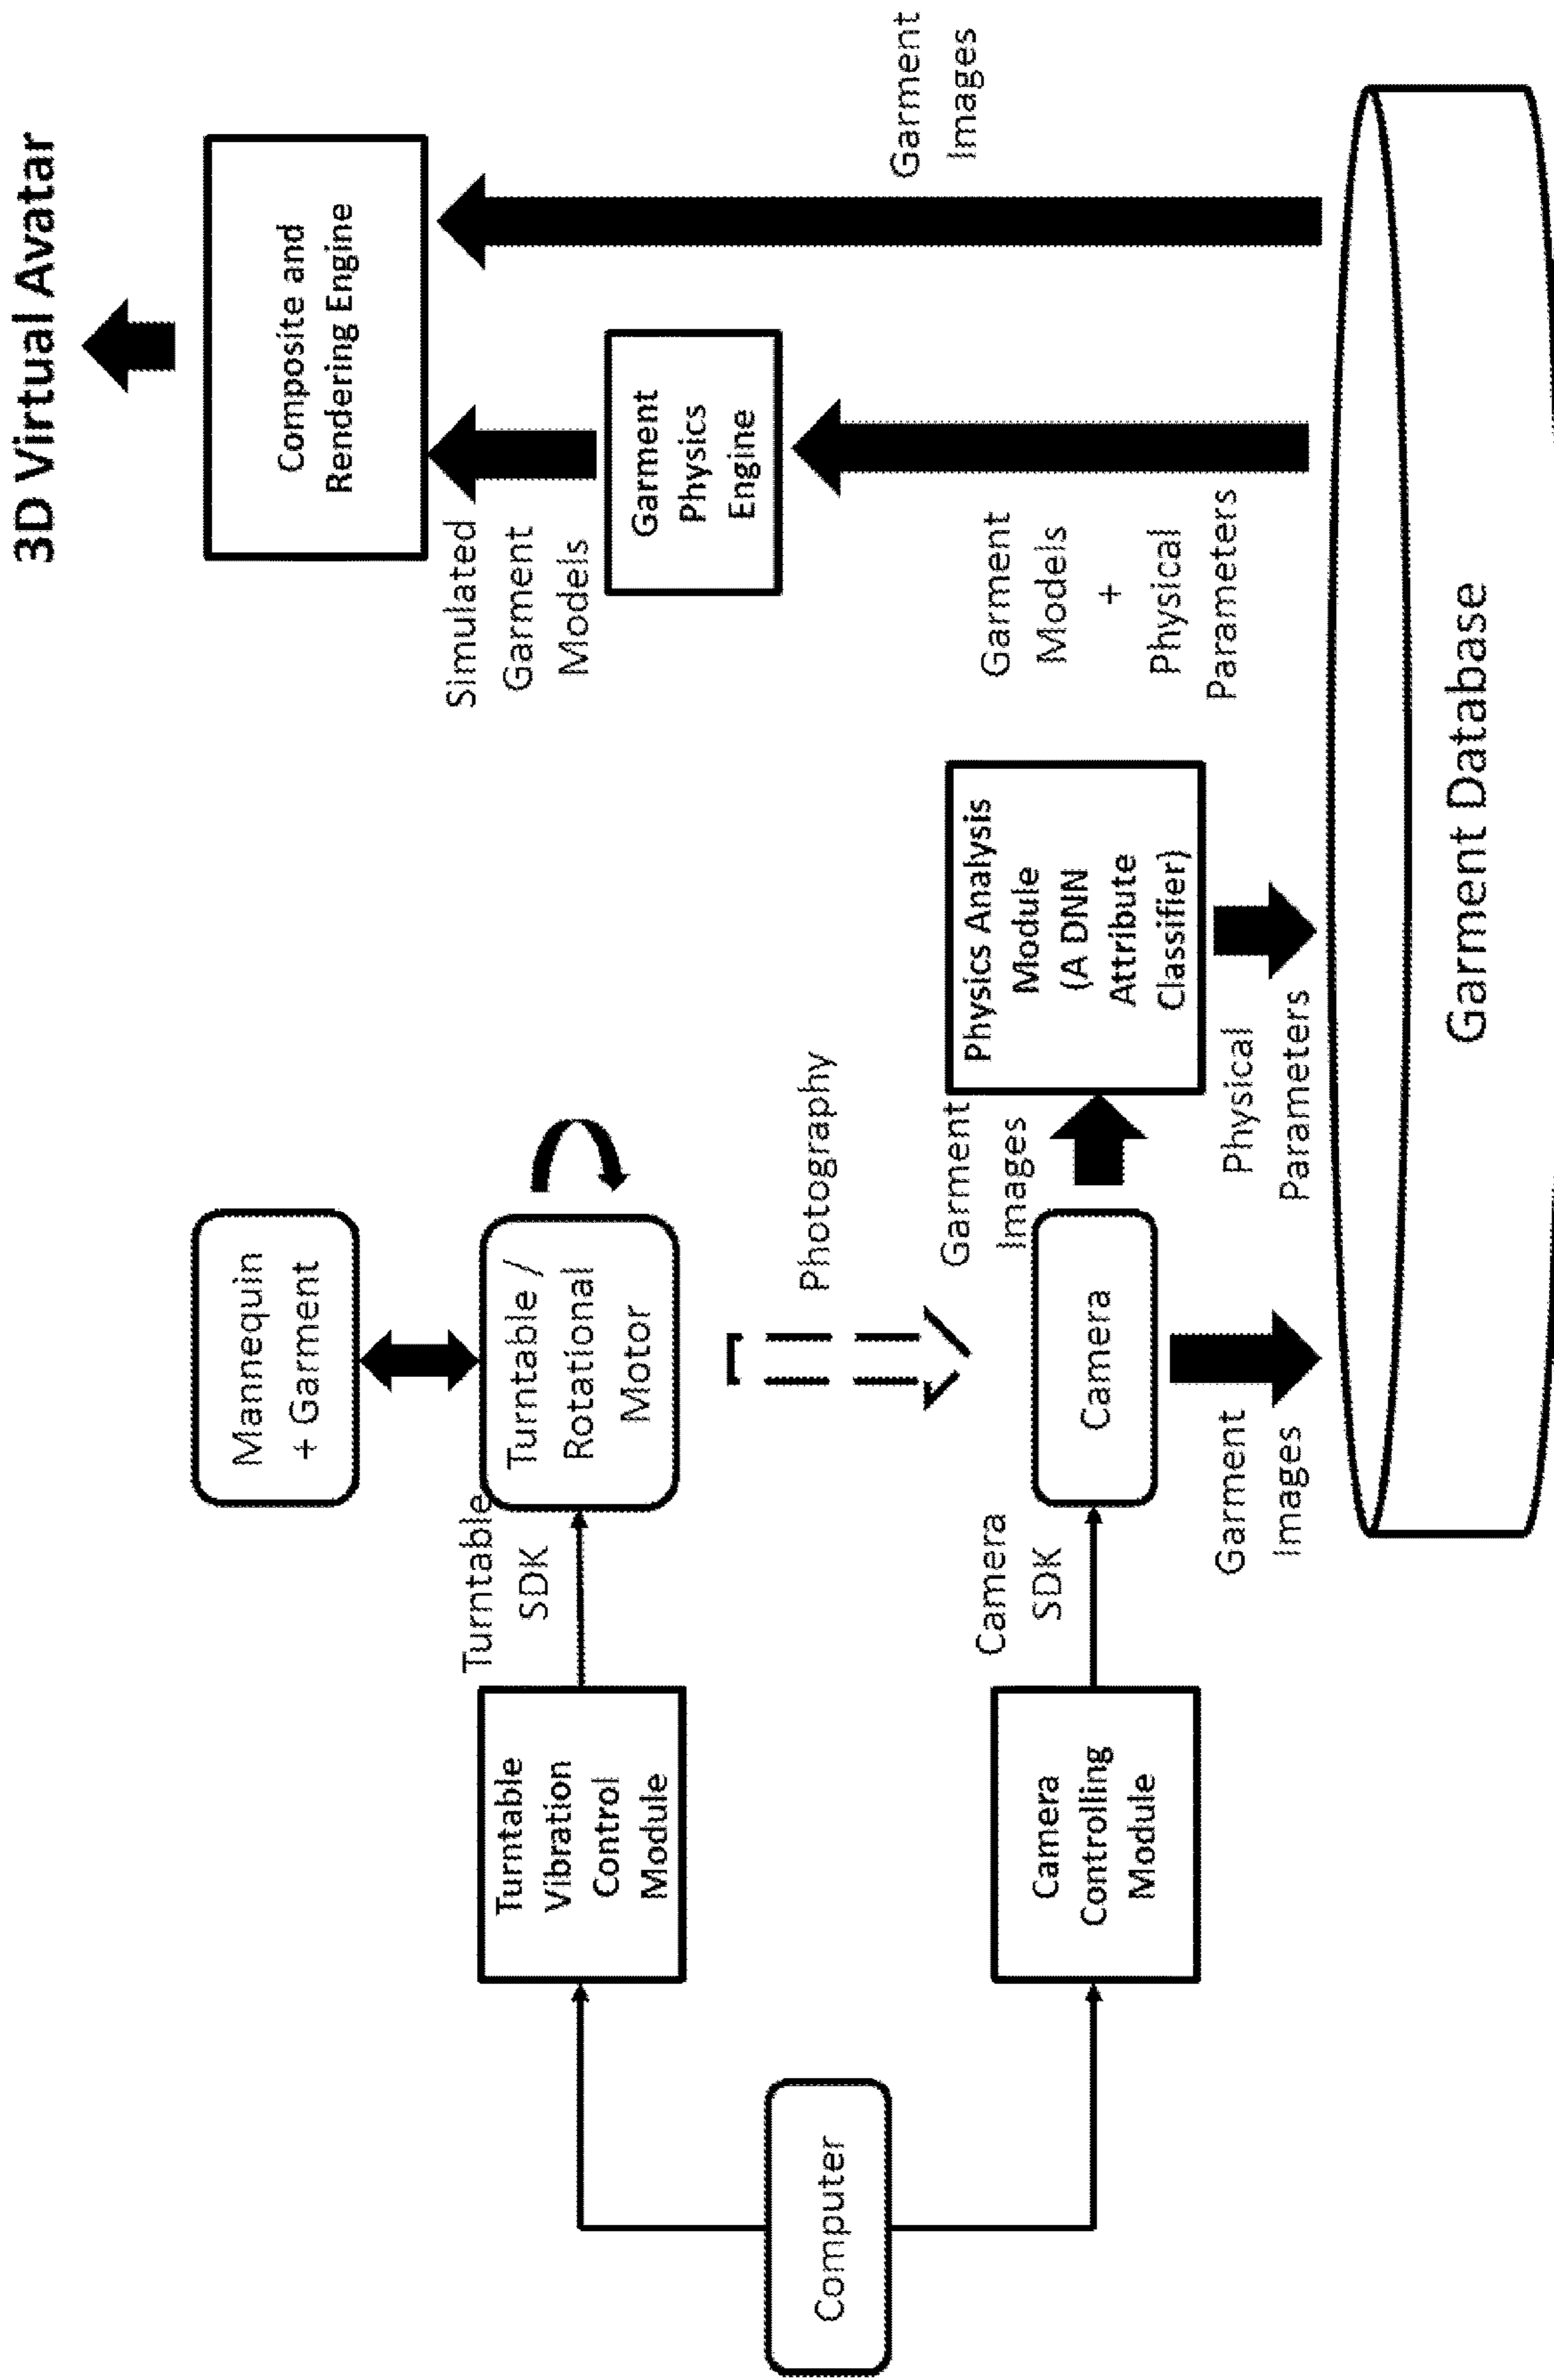 3D Virtual Avatar
Composite and
Rendering Engine
Simulated
Garment
Models
Garment
Physics
Engine
Garment
Images
Garment
Models
+
Physical
Parameters
Mannequin
+ Garment
Turntable /
Rotational
Motor
Turntable
SDK
Turntable
Vibration
Control
Module
Photography
Computer
Camera
Controlling
Module
Camera
SDK
Camera
Garment
Images
Garment
Images
Physics Analysis
Module
(A DNN
Attribute
Classifier)
Physical
Parameters
Garment Database